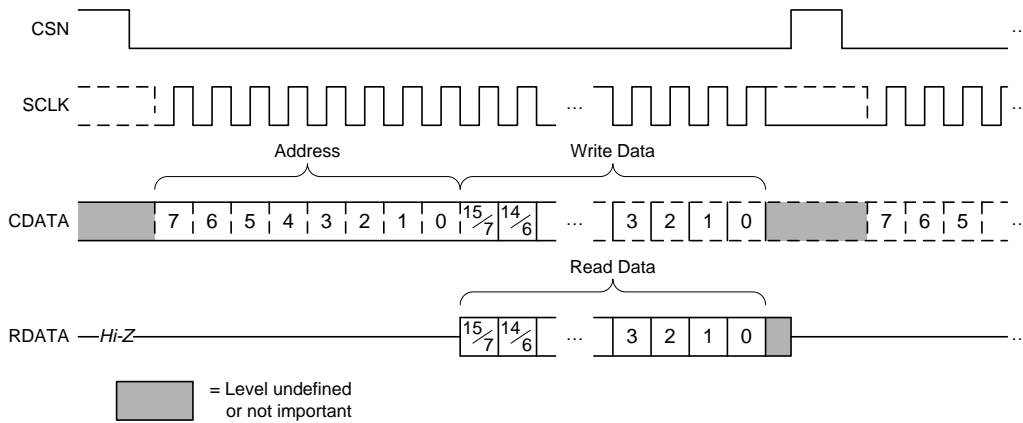 CSN
...
SCLK
...
...
Address
Write Data
CDATA
7 6 5 4 3 2 1 0 15/7 14/6 ... 3 2 1 0 7 6 5 ...
Read Data
RDATA
Hi-Z
15/7 14/6 ... 3 2 1 0 ...
= Level undefined
or not important